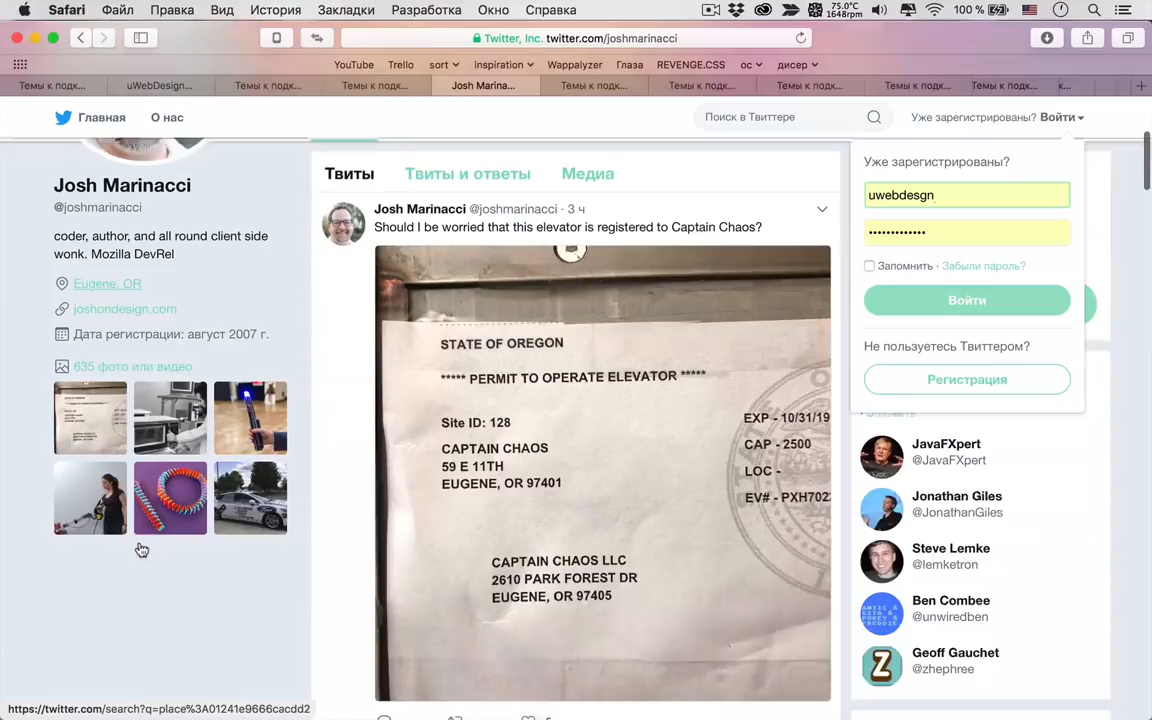 Safari Файл Правка Вид История Закладки Разработка Окно Справка
75.0°C
1648rpm
100 %
Twitter, Inc. twitter.com/joshmarinacci
YouTube Trello sort inspiration Wappalyzer Глаза REVENGE.CSS ос дисер
Темы к подк... uWebDesign... Темы к подк... Темы к подк... Josh Marina... Темы к подк... Темы к подк... Темы к подк... Темы к подк... Темы к подк... к...
Главная О нас
Поиск в Твиттере
Уже зарегистрированы? Войти
Josh Marinacci
@joshmarinacci
coder, author, and all round client side
wonk. Mozilla DevRel
Eugene, OR
joshondesign.com
Дата регистрации: август 2007 г.
635 фото или видео
Твиты Твиты и ответы Медиа
Josh Marinacci @joshmarinacci · 3 ч
Should I be worried that this elevator is registered to Captain Chaos?
STATE OF OREGON
***** PERMIT TO OPERATE ELEVATOR *****
Site ID: 128
CAPTAIN CHAOS
59 E 11TH
EUGENE, OR 97401
EXP - 10/31/19
CAP - 2500
LOC -
EV# - PXH702
CAPTAIN CHAOS LLC
2610 PARK FOREST DR
EUGENE, OR 97405
5
Уже зарегистрированы?
uwebdesgn
•••••••••••••
Запомнить · Забыли пароль?
Войти
Не пользуетесь Твиттером?
Регистрация
JavaFXpert
@JavaFXpert
Jonathan Giles
@JonathanGiles
Steve Lemke
@lemketron
Ben Combee
@unwiredben
Geoff Gauchet
@zhephree
https://twitter.com/search?q=place%3A01241e9666cacdd2